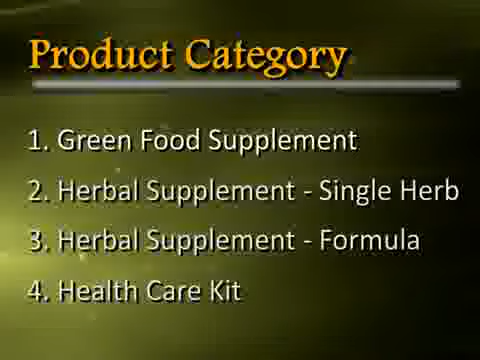 Product Category
1. Green Food Supplement
2. Herbal Supplement - Single Herb
3. Herbal Supplement - Formula
4. Health Care Kit